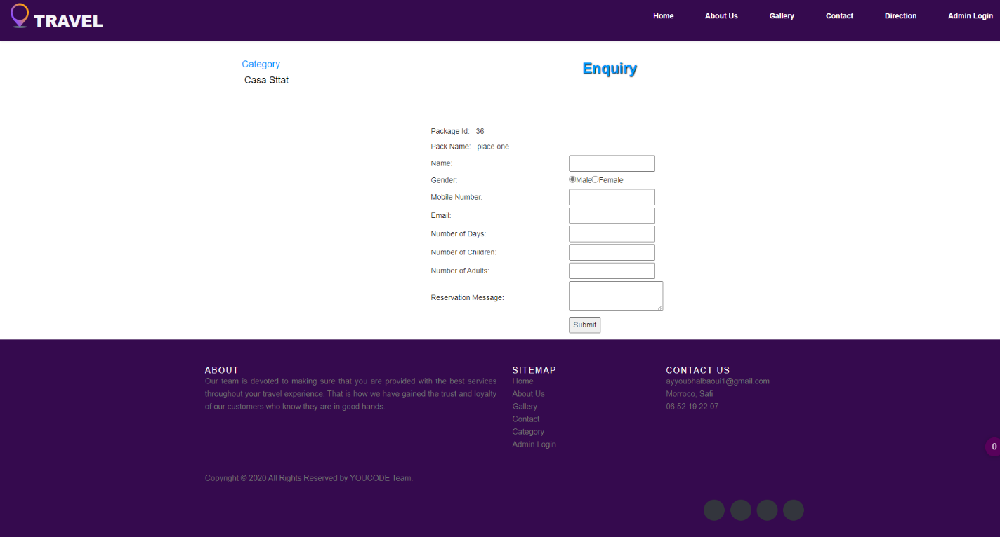 TRAVEL
Home About Us Gallery Contact Direction Admin Login
Category
Casa Sttat
Enquiry
Package Id: 36
Pack Name: place one
Name:
Gender: Male Female
Mobile Number.
Email:
Number of Days:
Number of Children:
Number of Adults:
Reservation Message:
Submit
ABOUT
Our team is devoted to making sure that you are provided with the best services
throughout your travel experience. That is how we have gained the trust and loyalty
of our customers who know they are in good hands.
SITEMAP
Home
About Us
Gallery
Contact
Category
Admin Login
CONTACT US
ayyoubhalbaoui1@gmail.com
Morroco, Safi
06 52 19 22 07
0
Copyright © 2020 All Rights Reserved by YOUCODE Team.